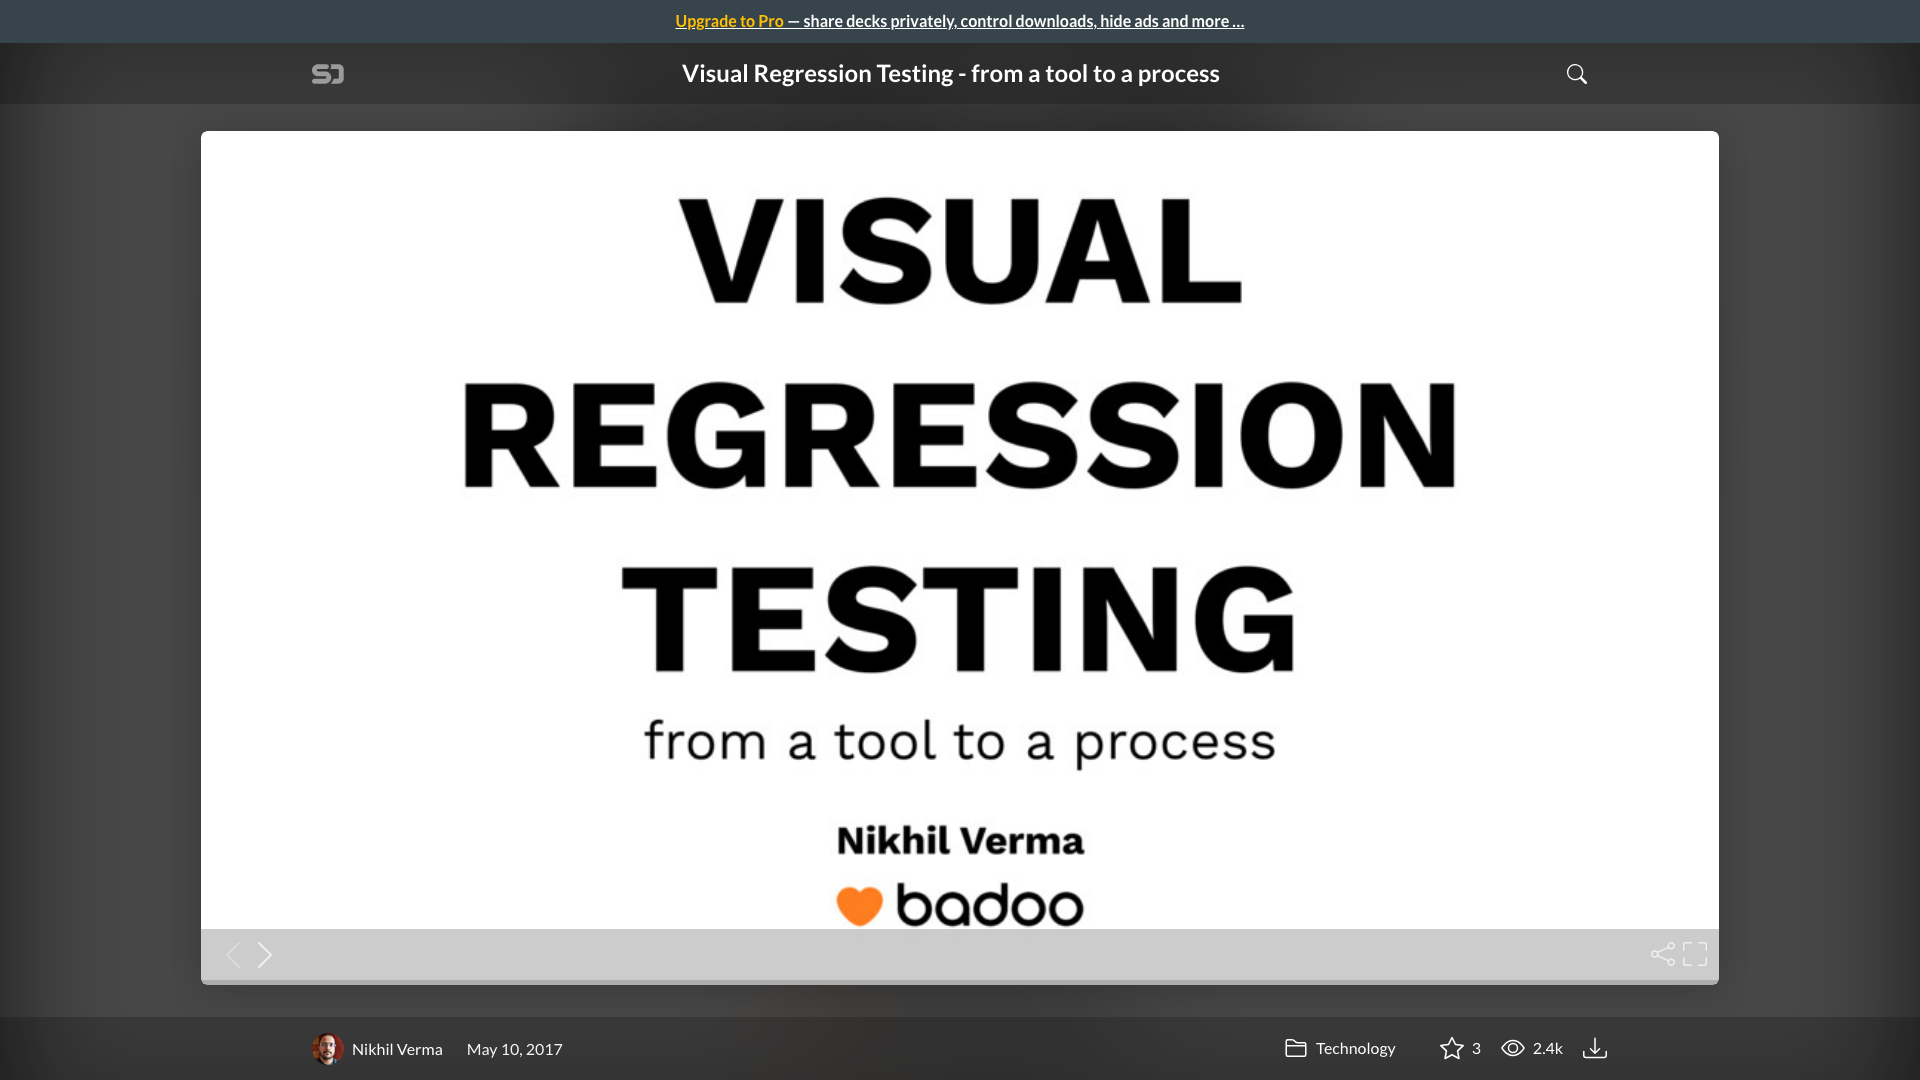 Upgrade to Pro — share decks privately, control downloads, hide ads and more …
SD
Visual Regression Testing - from a tool to a process
VISUAL
REGRESSION
TESTING
from a tool to a process
Nikhil Verma
badoo
Nikhil Verma May 10, 2017 Technology 3 2.4k